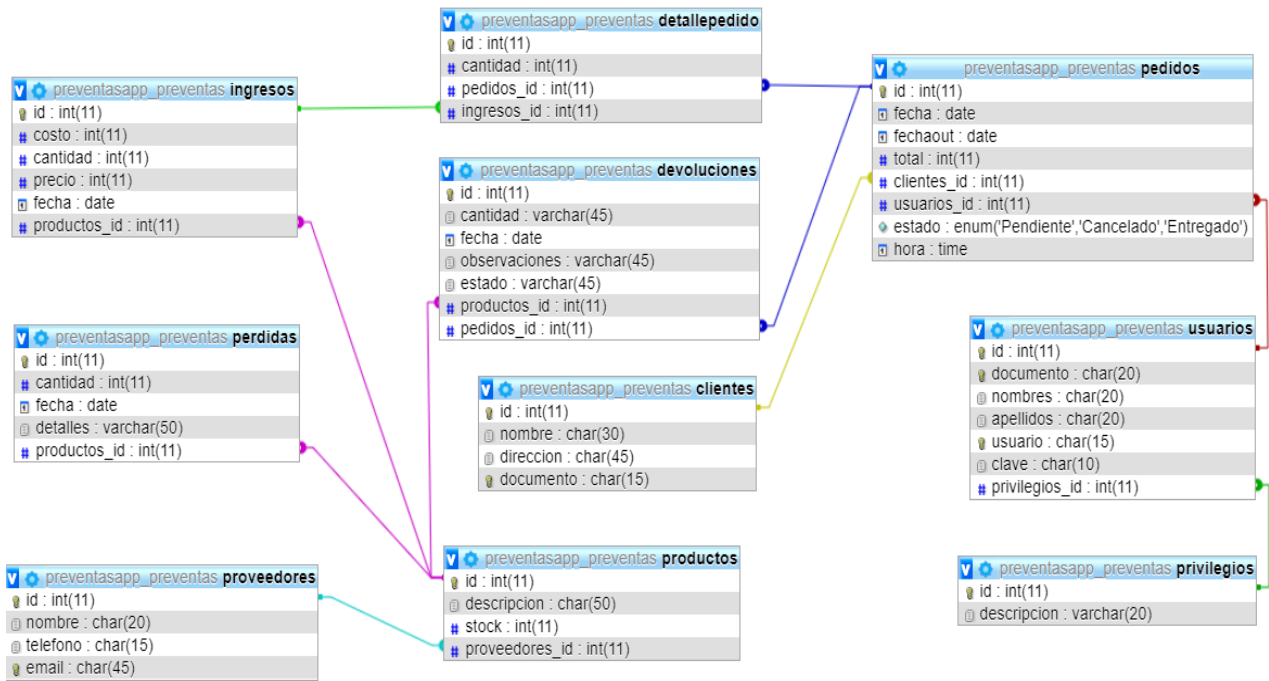 preventasapp_preventas detallepedido
id : int(11)
cantidad : int(11)
pedidos_id : int(11)
ingresos_id : int(11)
preventasapp_preventas pedidos
id : int(11)
fecha : date
fechaout : date
total : int(11)
clientes_id : int(11)
usuarios_id : int(11)
estado : enum('Pendiente','Cancelado','Entregado')
hora : time
preventasapp_preventas ingresos
id : int(11)
costo : int(11)
cantidad : int(11)
precio : int(11)
fecha : date
productos_id : int(11)
preventasapp_preventas devoluciones
id : int(11)
cantidad : varchar(45)
fecha : date
observaciones : varchar(45)
estado : varchar(45)
productos_id : int(11)
pedidos_id : int(11)
preventasapp_preventas perdidas
id : int(11)
cantidad : int(11)
fecha : date
detalles : varchar(50)
productos_id : int(11)
preventasapp_preventas clientes
id : int(11)
nombre : char(30)
direccion : char(45)
documento : char(15)
preventasapp_preventas usuarios
id : int(11)
documento : char(20)
nombres : char(20)
apellidos : char(20)
usuario : char(15)
clave : char(10)
privilegios_id : int(11)
preventasapp_preventas proveedores
id : int(11)
nombre : char(20)
telefono : char(15)
email : char(45)
preventasapp_preventas productos
id : int(11)
descripcion : char(50)
stock : int(11)
proveedores_id : int(11)
preventasapp_preventas privilegios
id : int(11)
descripcion : varchar(20)